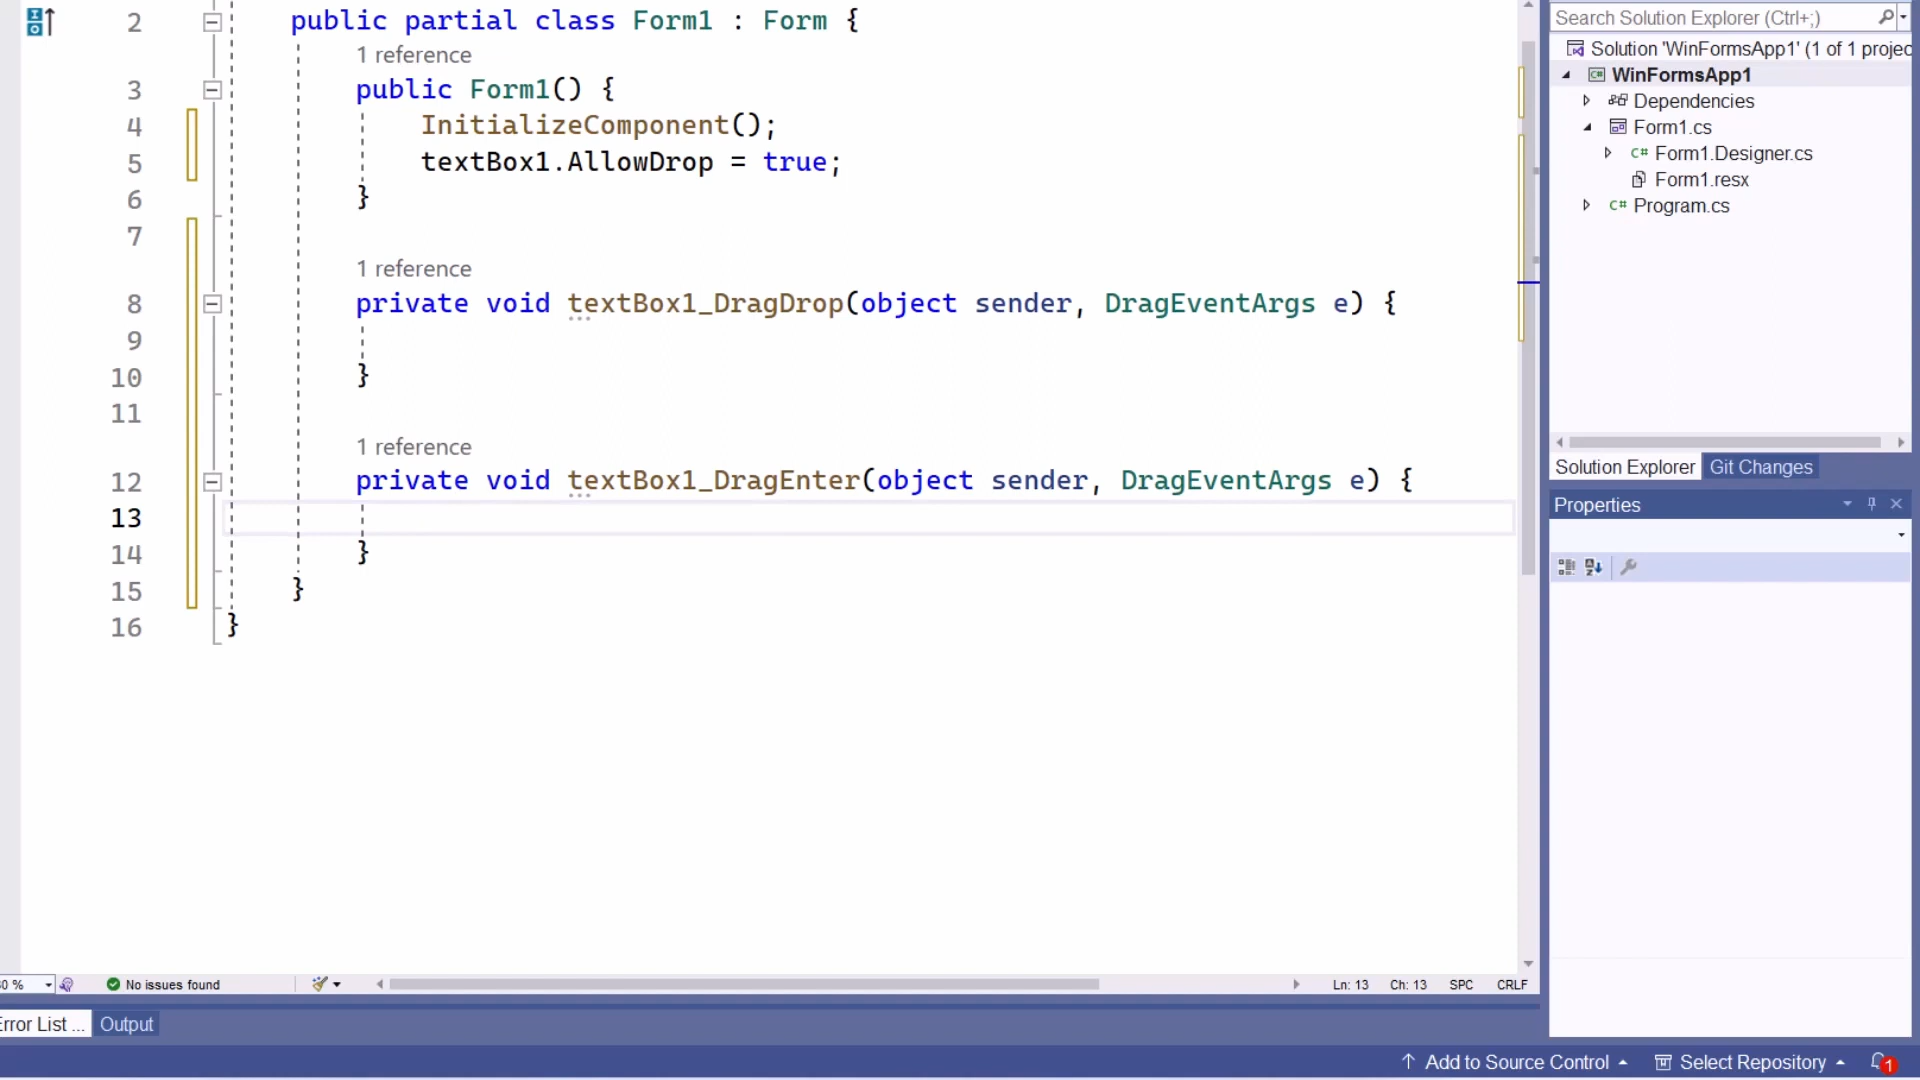 2 public partial class Form1 : Form {
1 reference
3 public Form1() {
4 InitializeComponent();
5 textBox1.AllowDrop = true;
6 }
7
1 reference
8 private void textBox1_DragDrop(object sender, DragEventArgs e) {
9
10 }
11
1 reference
12 private void textBox1_DragEnter(object sender, DragEventArgs e) {
13
14 }
15 }
16 }
No issues found
Ln: 13 Ch: 13 SPC CRLF
Error List ... Output
Search Solution Explorer (Ctrl+;)
Solution 'WinFormsApp1' (1 of 1 projec
WinFormsApp1
Dependencies
Form1.cs
C# Form1.Designer.cs
Form1.resx
C# Program.cs
Solution Explorer Git Changes
Properties
Add to Source Control Select Repository 1